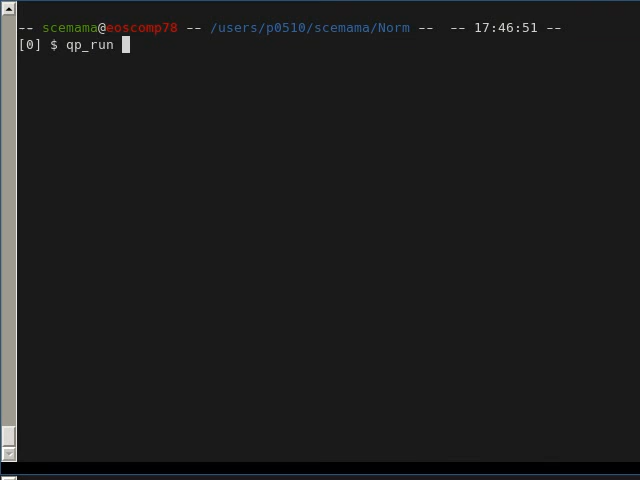 -- scemama@eoscomp78 -- /users/p0510/scemama/Norm --  -- 17:46:51 --
[0] $ qp_run